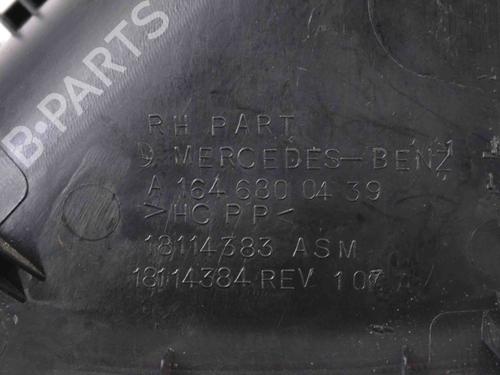 B-PARTS
RH PART
MERCEDES-BENZ
A 164 680 04 39
>HC PP<
18114383 ASM
18114384 REV 107